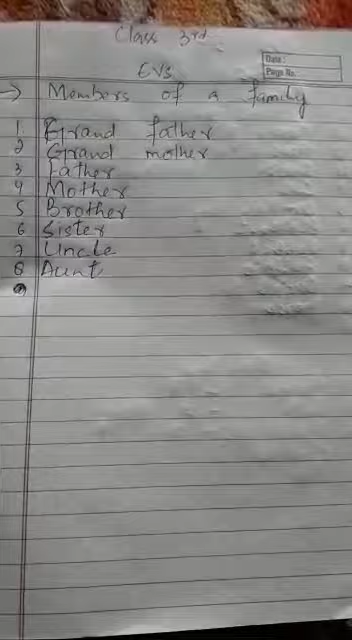 Class 3rd.
EVS
Date :
Page No.
→ Members of a family
1. Grand father
2 Grand mother
3 Father
4 Mother
5 Brother
6 Sister
7 Uncle
8 Aunt
9